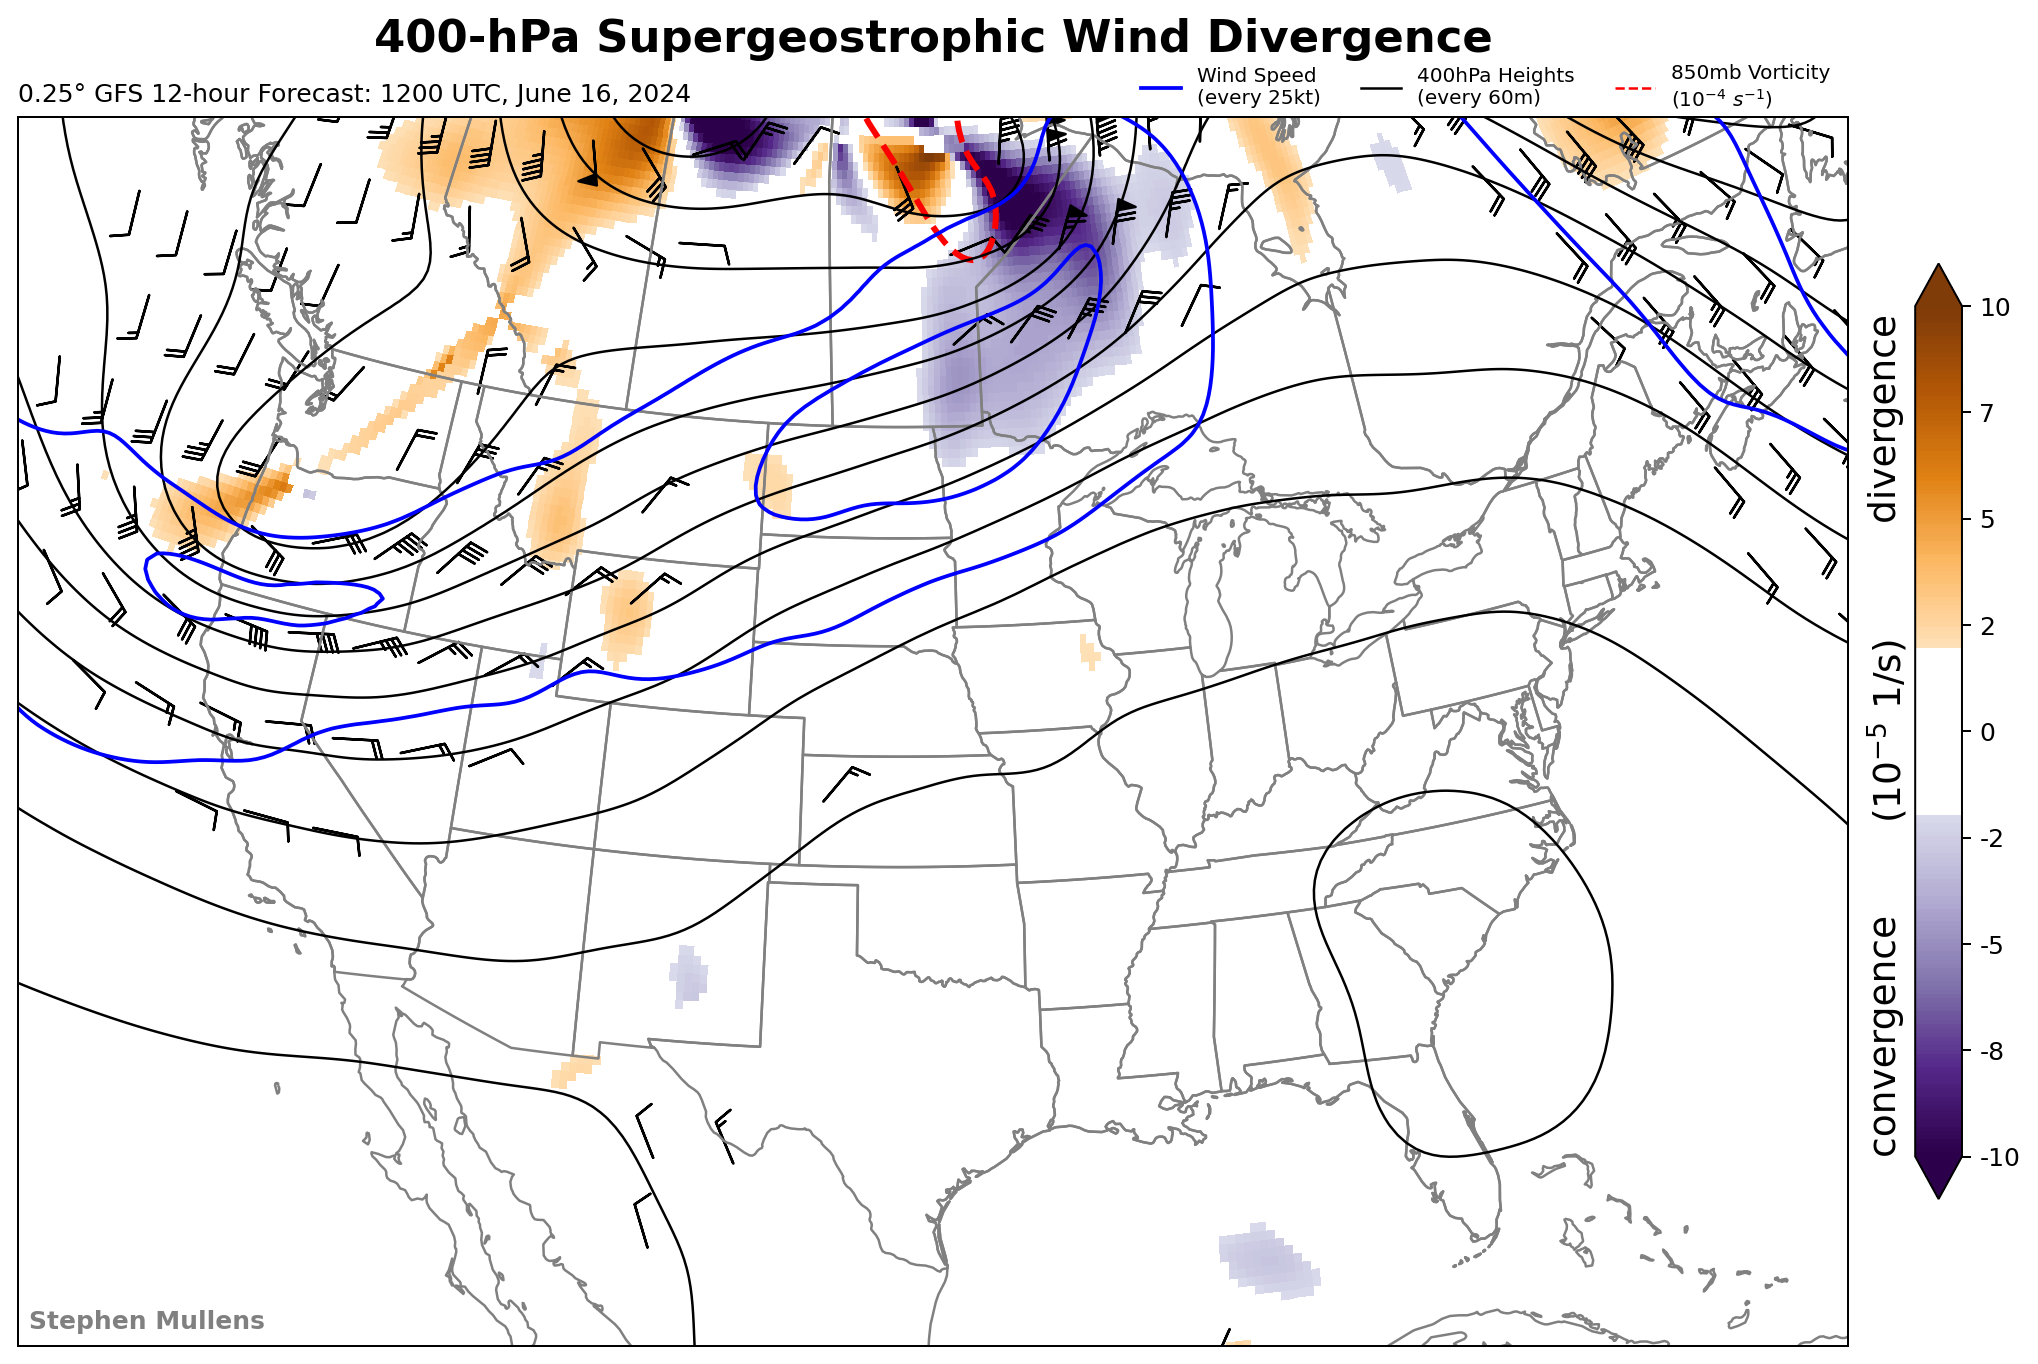 400-hPa Supergeostrophic Wind Divergence
0.25° GFS 12-hour Forecast: 1200 UTC, June 16, 2024
Wind Speed
(every 25kt)
400hPa Heights
(every 60m)
850mb Vorticity
(10⁻⁴ s⁻¹)
10
7
5
2
0
-2
-5
-8
-10
convergence (10⁻⁵ 1/s) divergence
Stephen Mullens